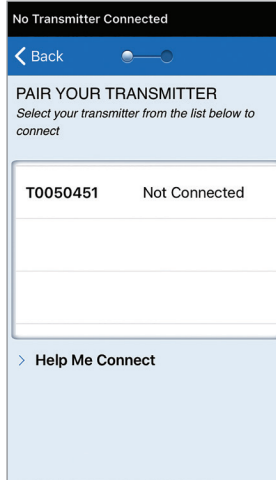 No Transmitter Connected
Back
PAIR YOUR TRANSMITTER
Select your transmitter from the list below to
connect
T0050451 Not Connected
Help Me Connect